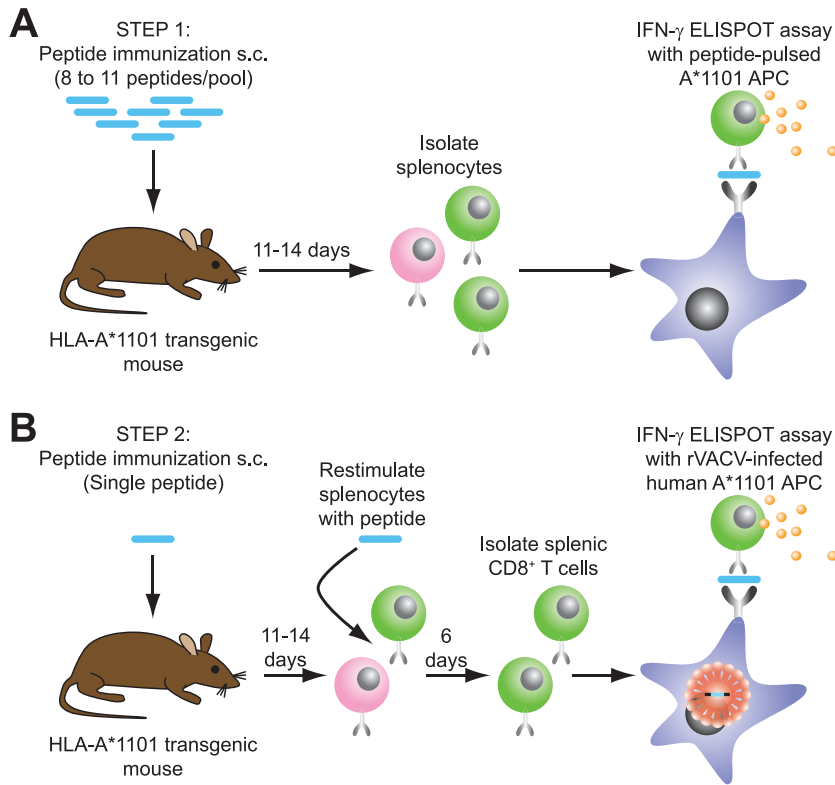 A
STEP 1:
Peptide immunization s.c.
(8 to 11 peptides/pool)
HLA-A*1101 transgenic
mouse
11-14 days
Isolate
splenocytes
IFN-γ ELISPOT assay
with peptide-pulsed
A*1101 APC
B
STEP 2:
Peptide immunization s.c.
(Single peptide)
HLA-A*1101 transgenic
mouse
11-14
days
Restimulate
splenocytes
with peptide
6
days
Isolate splenic
CD8⁺ T cells
IFN-γ ELISPOT assay
with rVACV-infected
human A*1101 APC